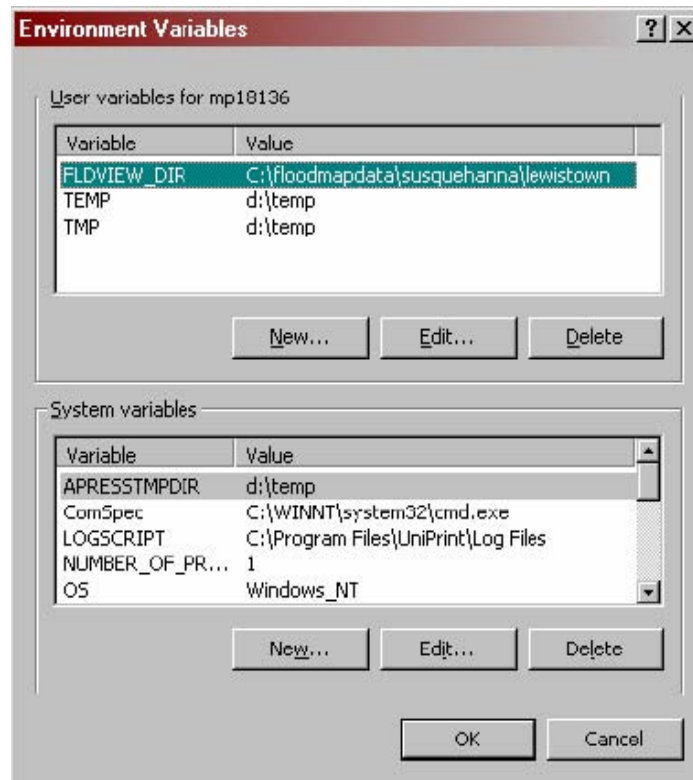 Environment Variables
User variables for mp18136
Variable Value
FLDVIEW_DIR C:\floodmapdata\susquehanna\lewistown
TEMP d:\temp
TMP d:\temp
New... Edit... Delete
System variables
Variable Value
APRESSTMPDIR d:\temp
ComSpec C:\WINNT\system32\cmd.exe
LOGSCRIPT C:\Program Files\UniPrint\Log Files
NUMBER_OF_PR... 1
OS Windows_NT
New... Edit... Delete
OK Cancel